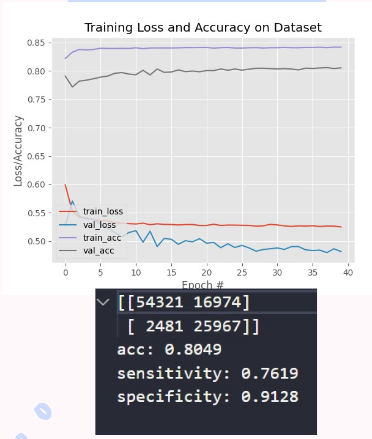 Training Loss and Accuracy on Dataset
0.85
0.80
0.75
0.70
0.65
0.60
0.55
0.50
Loss/Accuracy
train_loss
val_loss
train_acc
val_acc
0 5 10 15 20 25 30 35 40
Epoch #
[[54321 16974]
[ 2481 25967]]
acc: 0.8049
sensitivity: 0.7619
specificity: 0.9128